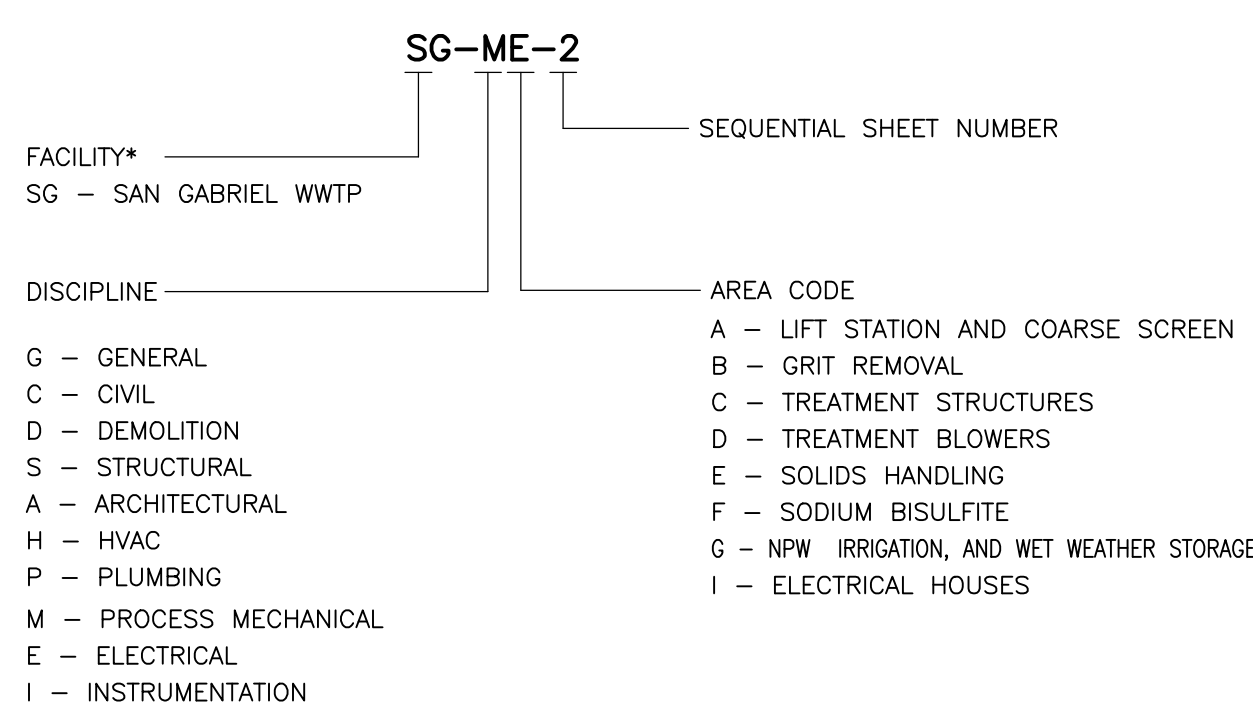 SG-ME-2
SEQUENTIAL SHEET NUMBER
FACILITY*
SG - SAN GABRIEL WWTP
DISCIPLINE
G - GENERAL
C - CIVIL
D - DEMOLITION
S - STRUCTURAL
A - ARCHITECTURAL
H - HVAC
P - PLUMBING
M - PROCESS MECHANICAL
E - ELECTRICAL
I - INSTRUMENTATION
AREA CODE
A - LIFT STATION AND COARSE SCREEN
B - GRIT REMOVAL
C - TREATMENT STRUCTURES
D - TREATMENT BLOWERS
E - SOLIDS HANDLING
F - SODIUM BISULFITE
G - NPW IRRIGATION, AND WET WEATHER STORAGE
I - ELECTRICAL HOUSES